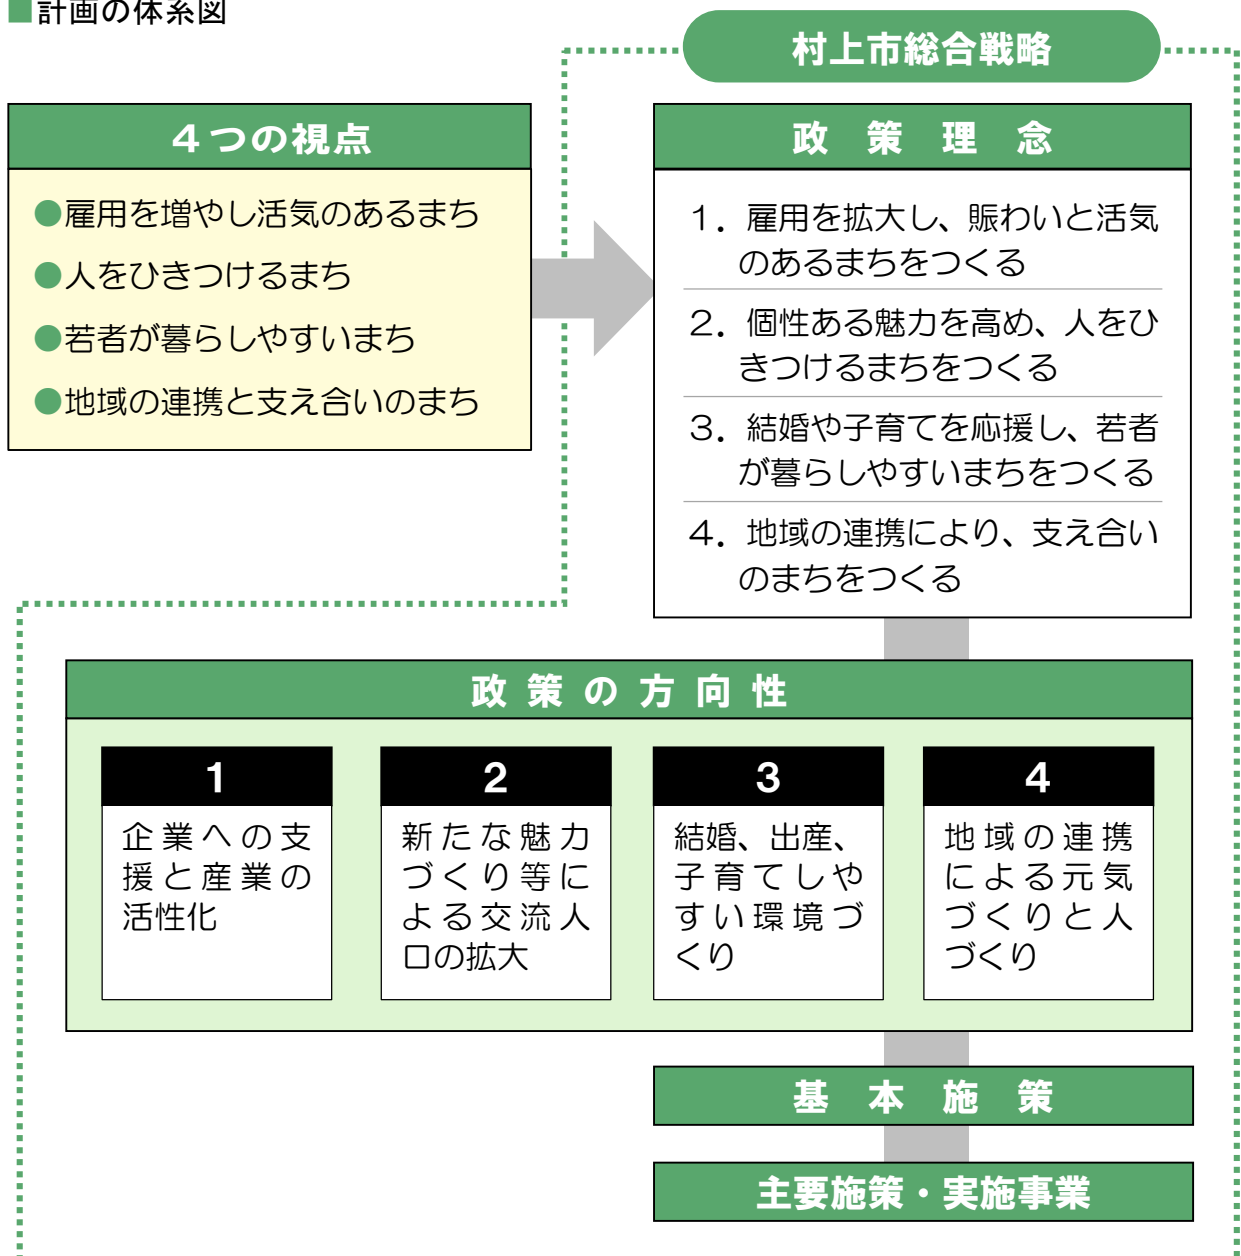 ■計画の体系図
村上市総合戦略
4つの視点
●雇用を増やし活気のあるまち
●人をひきつけるまち
●若者が暮らしやすいまち
●地域の連携と支え合いのまち
政策理念
1．雇用を拡大し、賑わいと活気
のあるまちをつくる
2．個性ある魅力を高め、人をひ
きつけるまちをつくる
3．結婚や子育てを応援し、若者
が暮らしやすいまちをつくる
4．地域の連携により、支え合い
のまちをつくる
政策の方向性
1
企業への支
援と産業の
活性化
2
新たな魅力
づくり等に
よる交流人
口の拡大
3
結婚、出産、
子育てしや
すい環境づ
くり
4
地域の連携
による元気
づくりと人
づくり
基本施策
主要施策・実施事業